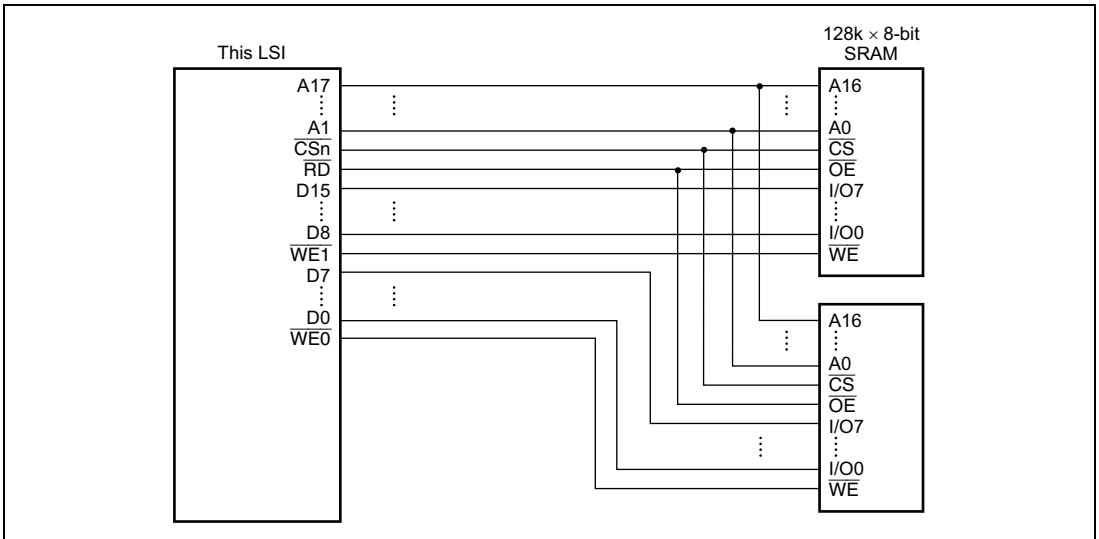 128k × 8-bit
SRAM
This LSI
A17
A1
CSn
RD
D15
D8
WE1
D7
D0
WE0
A16
A0
CS
OE
I/O7
I/O0
WE
A16
A0
CS
OE
I/O7
I/O0
WE